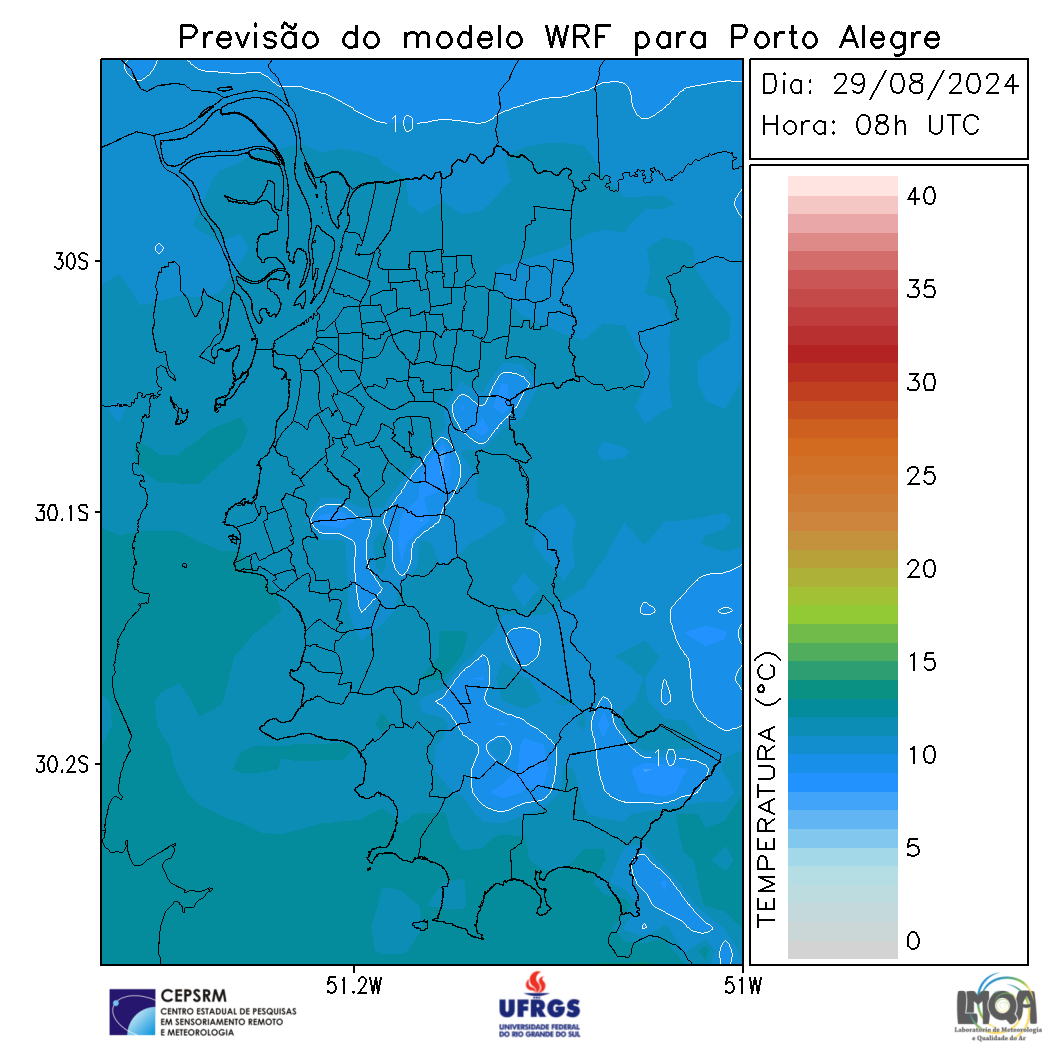 Previsão do modelo WRF para Porto Alegre
Dia: 29/08/2024
Hora: 08h UTC
10
30S
30.1S
30.2S
10
51.2W
51W
40
35
30
25
20
15
10
5
0
TEMPERATURA (°C)
CEPSRM
CENTRO ESTADUAL DE PESQUISAS
EM SENSORIAMENTO REMOTO
E METEOROLOGIA
UFRGS
UNIVERSIDADE FEDERAL
DO RIO GRANDE DO SUL
LMQA
Laboratório de Meteorologia
e Qualidade do Ar